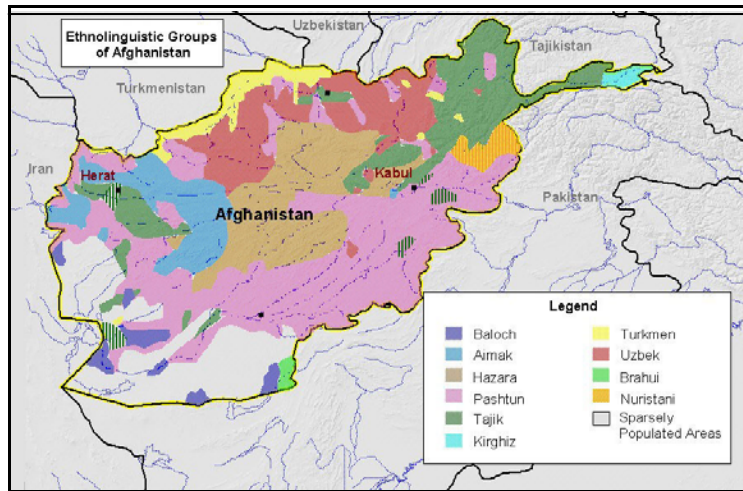 Ethnolinguistic Groups
of Afghanistan
Uzbekistan
Tajikistan
Turkmenistan
Iran
Herat
Kabul
Afghanistan
Pakistan
Legend
Baloch
Aimak
Hazara
Pashtun
Tajik
Kirghiz
Turkmen
Uzbek
Brahui
Nuristani
Sparsely
Populated Areas